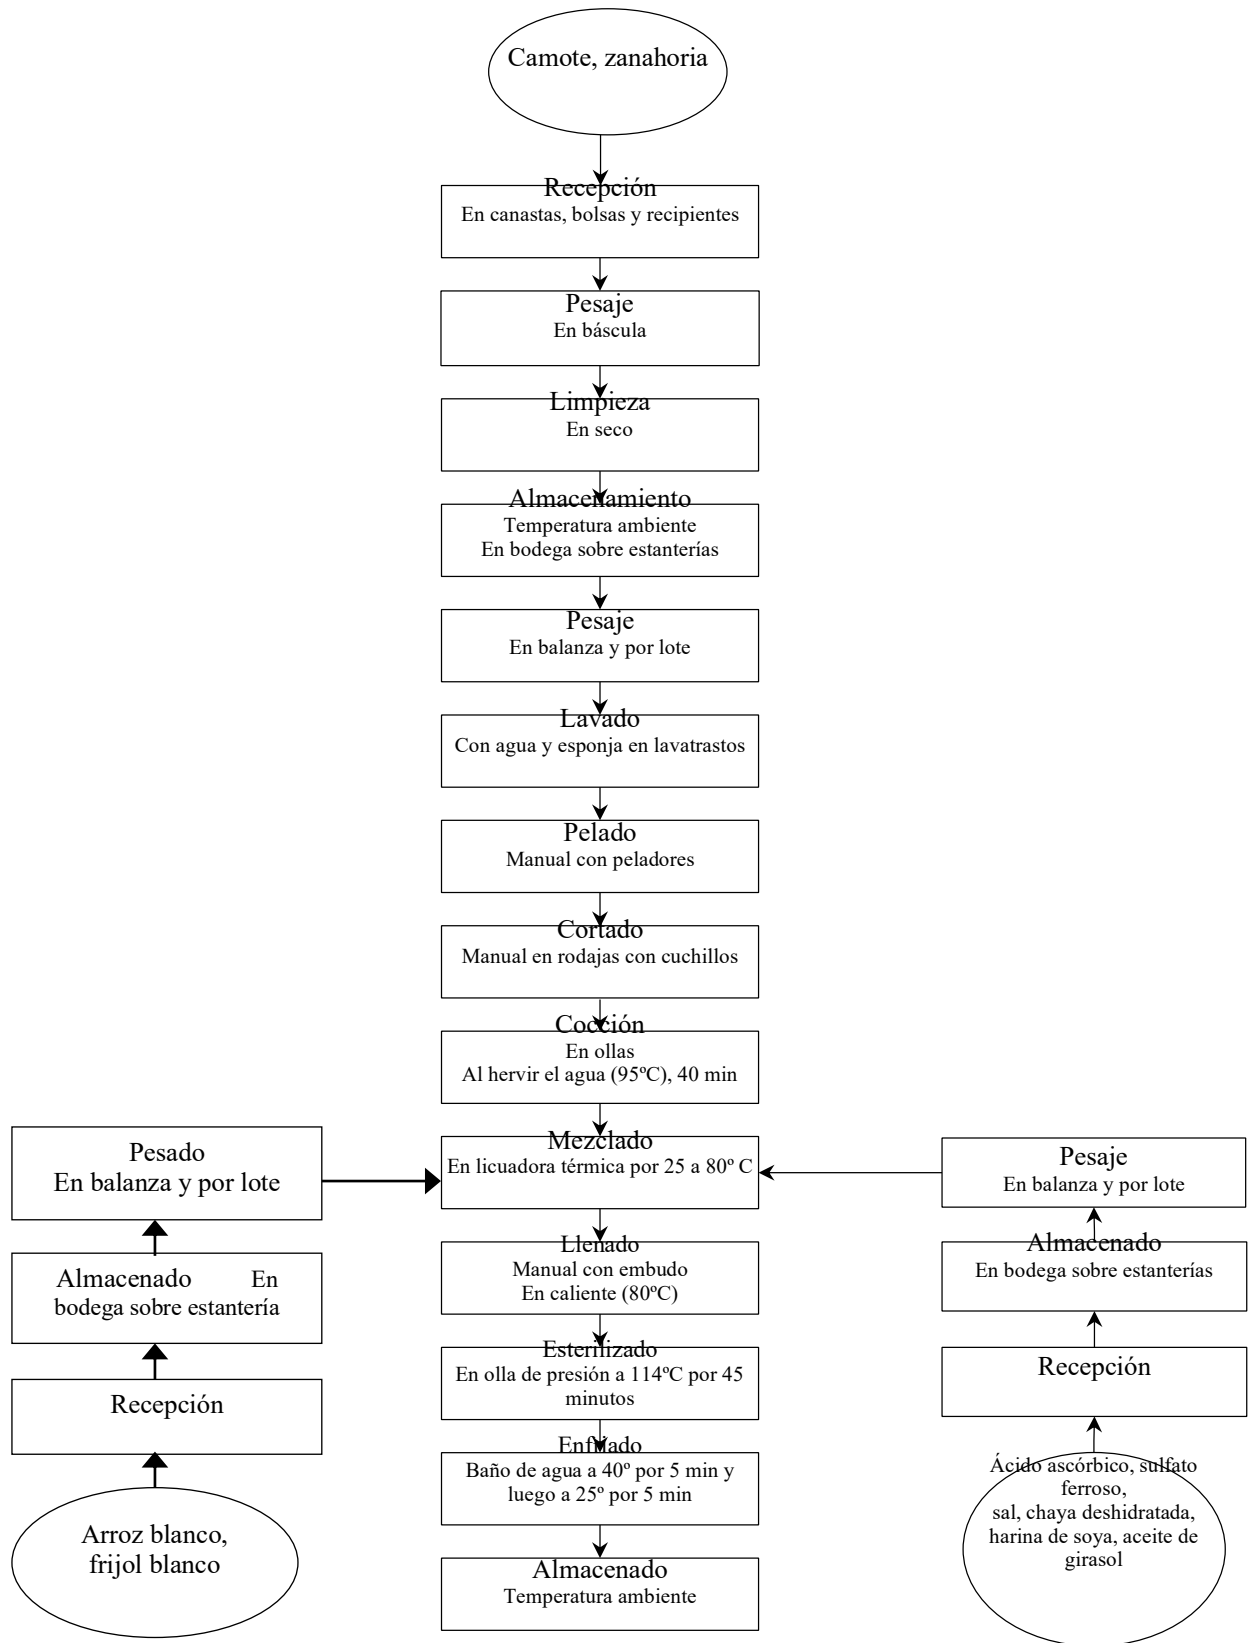 Camote, zanahoria
Recepción
En canastas, bolsas y recipientes
Pesaje
En báscula
Limpieza
En seco
Almacenamiento
Temperatura ambiente
En bodega sobre estanterías
Pesaje
En balanza y por lote
Lavado
Con agua y esponja en lavatrastos
Pelado
Manual con peladores
Cortado
Manual en rodajas con cuchillos
Cocción
En ollas
Al hervir el agua (95ºC), 40 min
Mezclado
En licuadora térmica por 25 a 80º C
Llenado
Manual con embudo
En caliente (80ºC)
Esterilizado
En olla de presión a 114ºC por 45
minutos
Enfriado
Baño de agua a 40º por 5 min y
luego a 25º por 5 min
Almacenado
Temperatura ambiente
Pesado
En balanza y por lote
Almacenado En
bodega sobre estantería
Recepción
Arroz blanco,
frijol blanco
Pesaje
En balanza y por lote
Almacenado
En bodega sobre estanterías
Recepción
Ácido ascórbico, sulfato
ferroso,
sal, chaya deshidratada,
harina de soya, aceite de
girasol